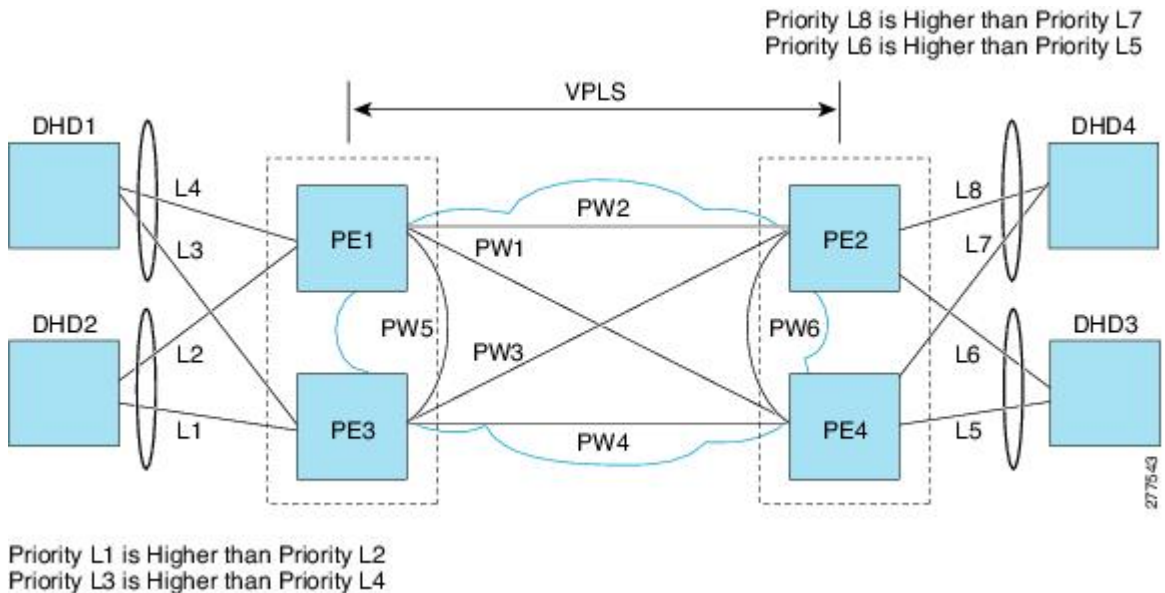 Priority L8 is Higher than Priority L7
Priority L6 is Higher than Priority L5
VPLS
DHD1
DHD4
L4
L8
PE1
PW2
PE2
L3
PW1
L7
DHD2
PW5
PW6
DHD3
L2
PW3
L6
L1
PE3
PW4
PE4
L5
277543
Priority L1 is Higher than Priority L2
Priority L3 is Higher than Priority L4